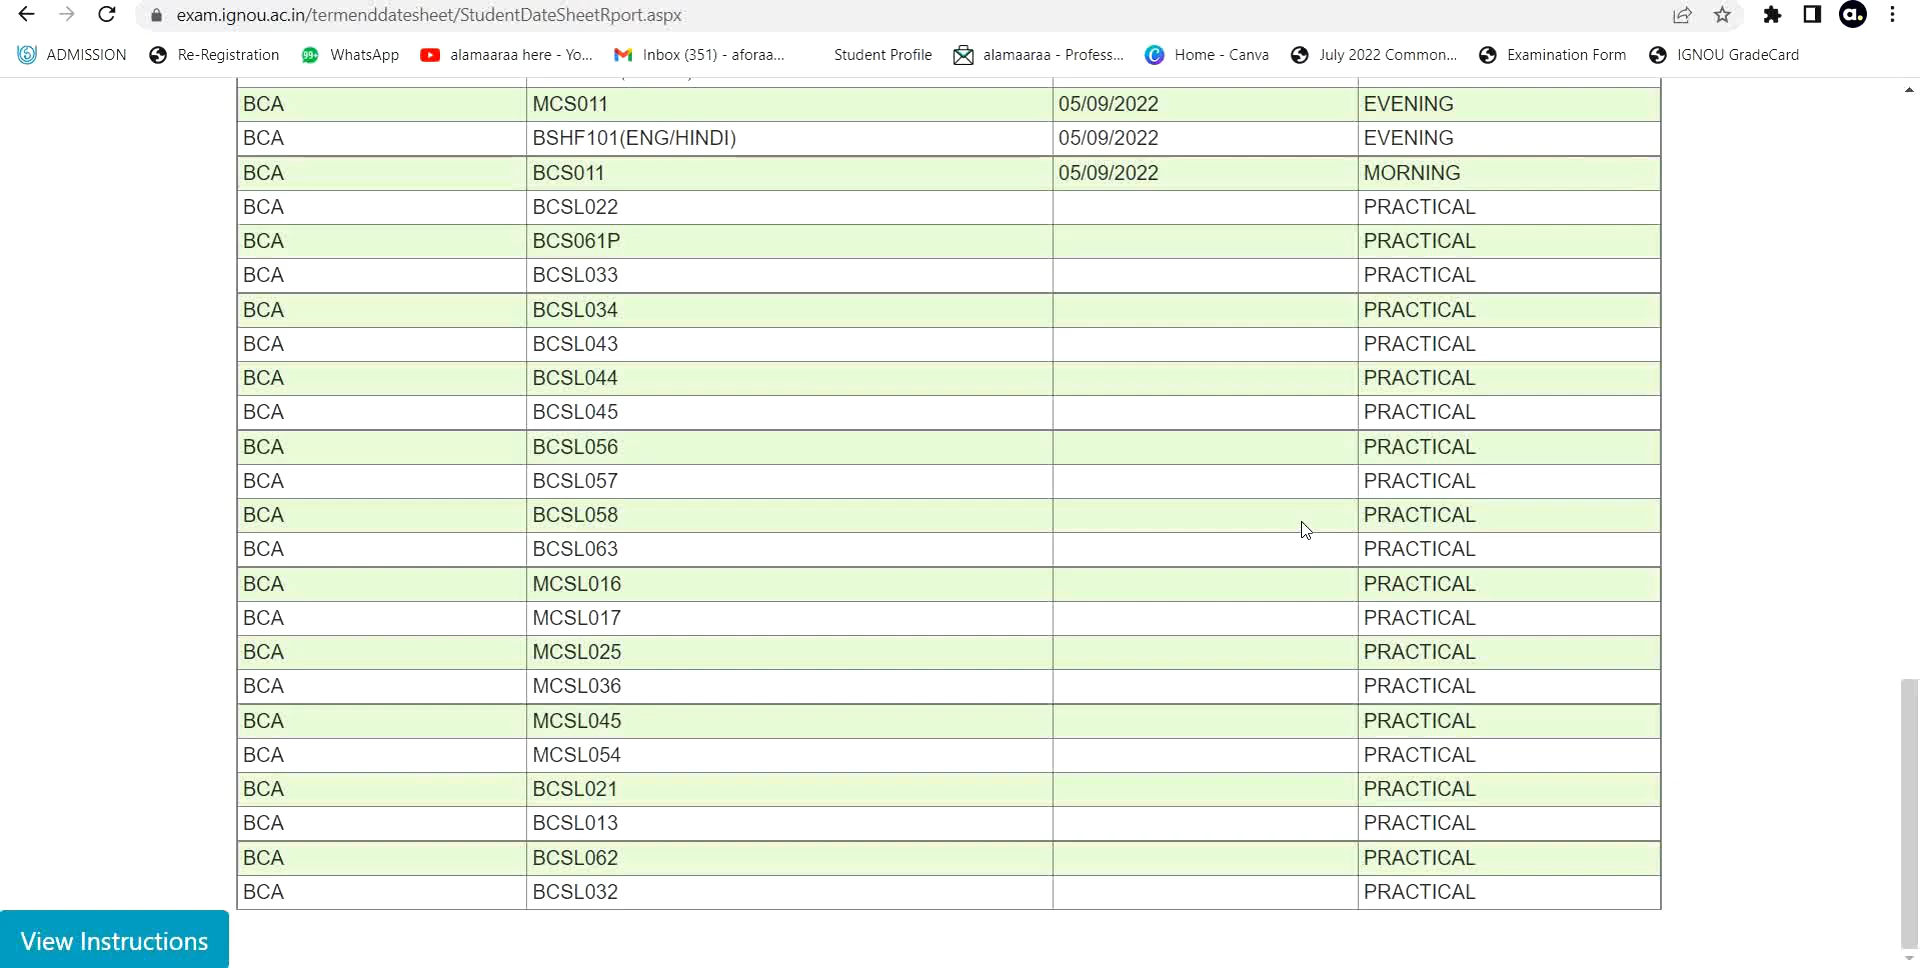 exam.ignou.ac.in/termenddatesheet/StudentDateSheetRport.aspx
a.
ADMISSION Re-Registration 99+ WhatsApp alamaaraa here - Yo... Inbox (351) - aforaa... Student Profile alamaaraa - Profess... Home - Canva July 2022 Common... Examination Form IGNOU GradeCard
BCA MCS011 05/09/2022 EVENING
BCA BSHF101(ENG/HINDI) 05/09/2022 EVENING
BCA BCS011 05/09/2022 MORNING
BCA BCSL022 PRACTICAL
BCA BCS061P PRACTICAL
BCA BCSL033 PRACTICAL
BCA BCSL034 PRACTICAL
BCA BCSL043 PRACTICAL
BCA BCSL044 PRACTICAL
BCA BCSL045 PRACTICAL
BCA BCSL056 PRACTICAL
BCA BCSL057 PRACTICAL
BCA BCSL058 PRACTICAL
BCA BCSL063 PRACTICAL
BCA MCSL016 PRACTICAL
BCA MCSL017 PRACTICAL
BCA MCSL025 PRACTICAL
BCA MCSL036 PRACTICAL
BCA MCSL045 PRACTICAL
BCA MCSL054 PRACTICAL
BCA BCSL021 PRACTICAL
BCA BCSL013 PRACTICAL
BCA BCSL062 PRACTICAL
BCA BCSL032 PRACTICAL
View Instructions